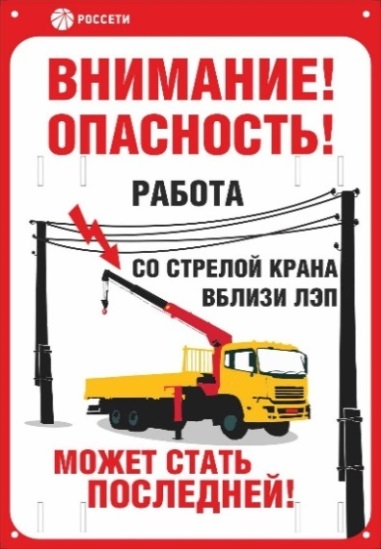 РОССЕТИ
ВНИМАНИЕ!
ОПАСНОСТЬ!
РАБОТА
СО СТРЕЛОЙ КРАНА
ВБЛИЗИ ЛЭП
МОЖЕТ СТАТЬ
ПОСЛЕДНЕЙ!